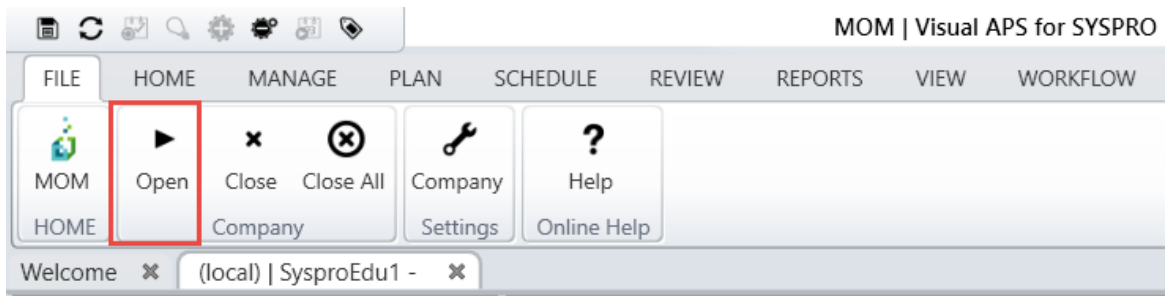 MOM | Visual APS for SYSPRO
FILE HOME MANAGE PLAN SCHEDULE REVIEW REPORTS VIEW WORKFLOW
MOM Open Close Close All Company Help
HOME Company Settings Online Help
Welcome (local) | SysproEdu1 -